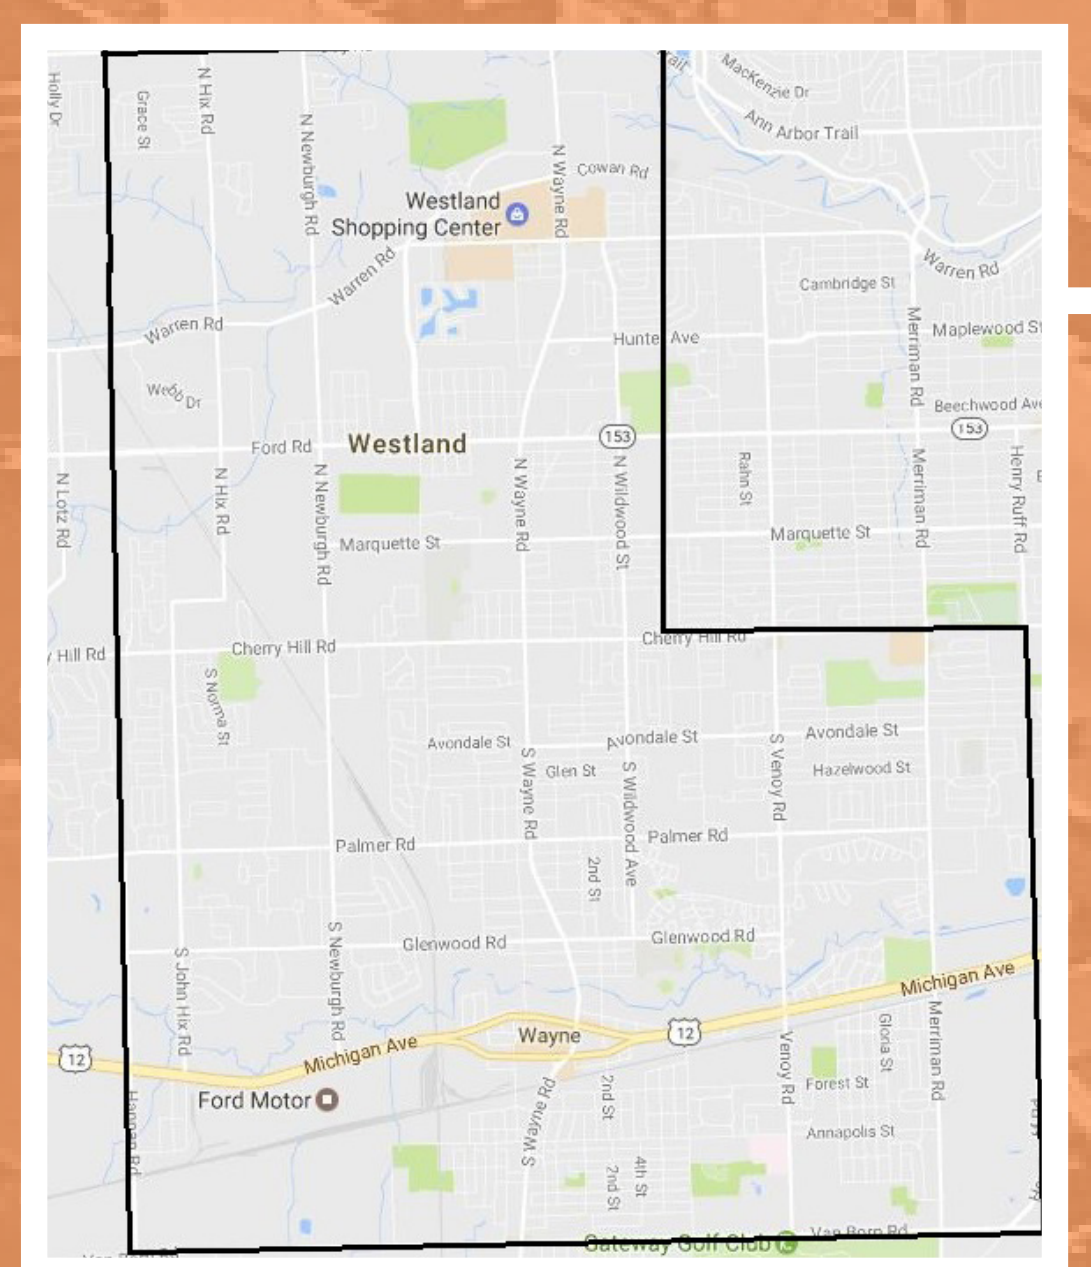 Holly Dr
Grace St
N Hix Rd
N Newburgh Rd
N Wayne Rd
Cowan Rd
MacKenzie Dr
Ann Arbor Trail
Trail
Westland
Shopping Center
Warren Rd
Warren Rd
Warren Rd
Cambridge St
Merriman Rd
Maplewood St
Hunter Ave
Webb Dr
Beechwood Ave
153
153
Ford Rd
Westland
N Lotz Rd
N Hix Rd
N Newburgh Rd
N Wayne Rd
N Wildwood St
Rahn St
Merriman Rd
Henry Ruff Rd
Marquette St
Marquette St
y Hill Rd
Cherry Hill Rd
Cherry Hill Rd
S Norma St
Avondale St
Avondale St
Avondale St
S Wayne Rd
Glen St
S Wildwood Ave
S Venoy Rd
Hazelwood St
Palmer Rd
Palmer Rd
2nd St
Glenwood Rd
Glenwood Rd
S John Hix Rd
S Newburgh Rd
Michigan Ave
Michigan Ave
12
12
Wayne
Ford Motor
Venoy Rd
Gloria St
Merriman Rd
Forest St
Annapolis St
Hannan Rd
S Wayne Rd
2nd St
4th St
2nd St
Van Born Rd
Gateway Golf Club